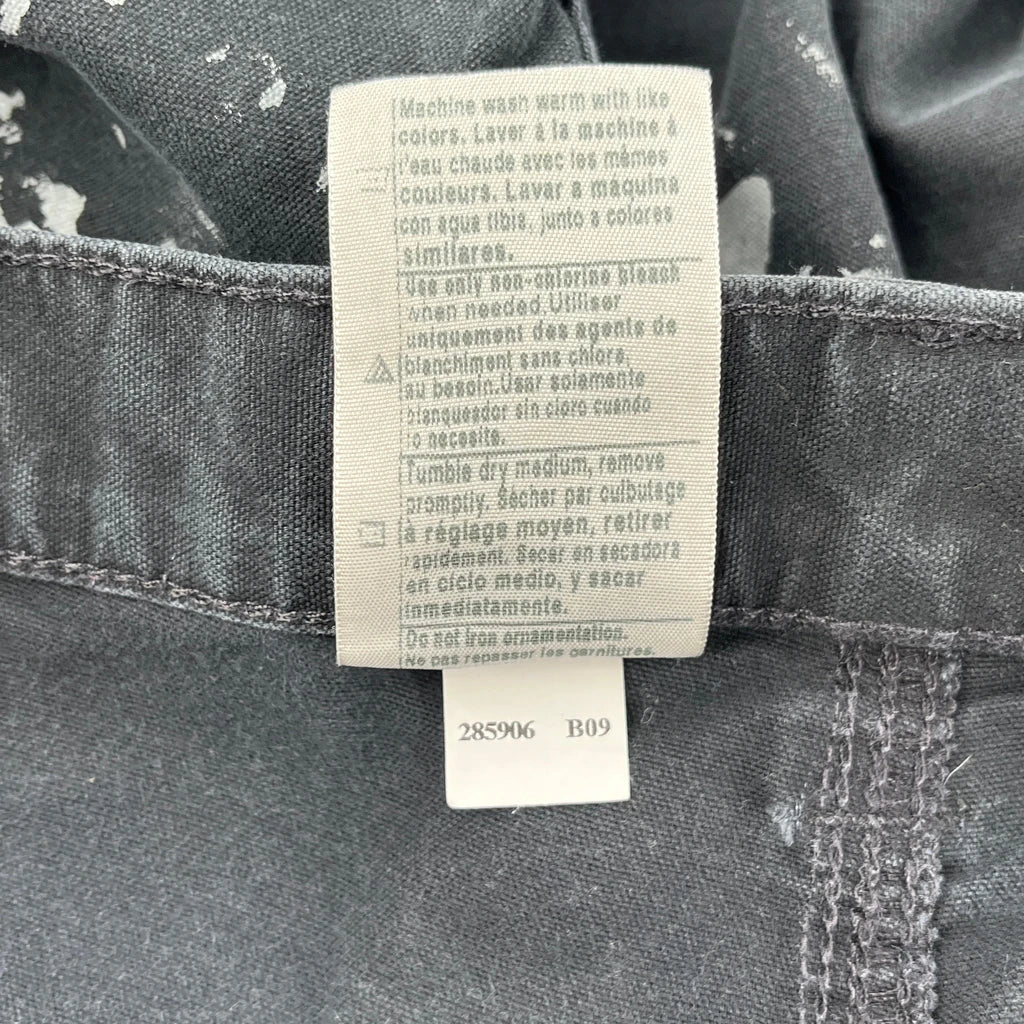 Machine wash warm with like
colors. Laver à la machine à
l'eau chaude avec les mêmes
couleurs. Lavar a maquina
con agua tibia, junto a colores
similares.
Use only non-chlorine bleach
when needed.Utiliser
uniquement des agents de
blanchiment sans chlore,
au besoin.Usar solamente
blanqueador sin cloro cuando
lo necesite.
Tumble dry medium, remove
promptly. Sécher par culbutage
à réglage moyen, retirer
rapidement. Secar en secadora
en ciclo medio, y sacar
inmediatamente.
Do not iron ornamentation.
Ne pas repasser les garnitures.
285906 B09